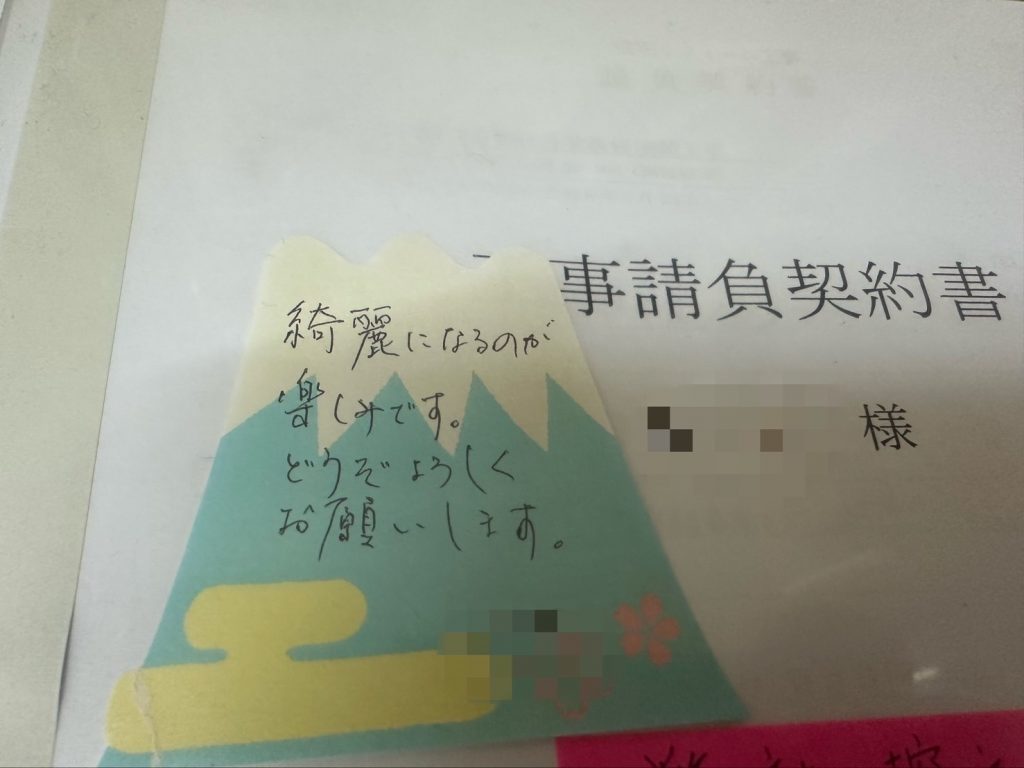 事請負契約書
様
綺麗になるのが
楽しみです。
どうぞよろしく
お願いします。